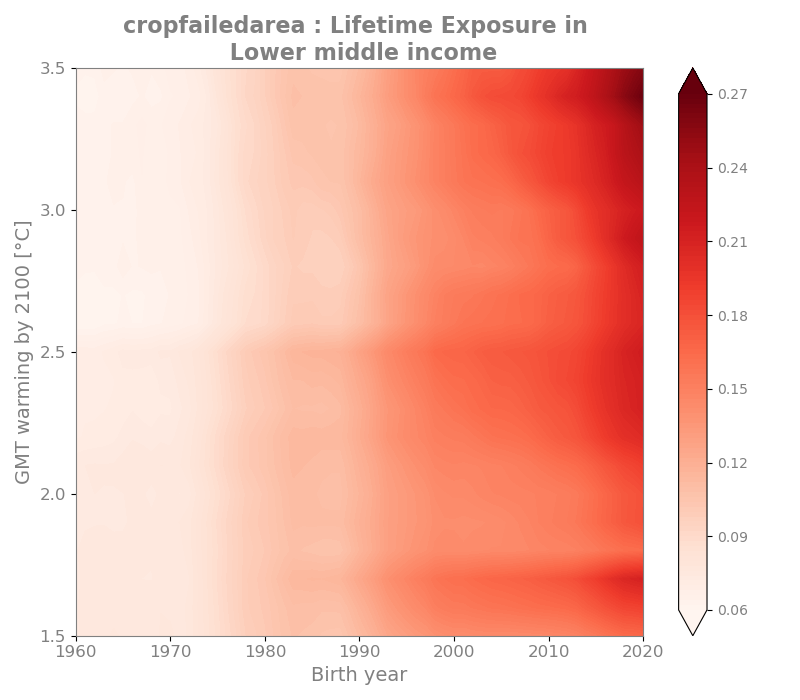 cropfailedarea : Lifetime Exposure in
Lower middle income
GMT warming by 2100 [°C]
3.5
3.0
2.5
2.0
1.5
1960 1970 1980 1990 2000 2010 2020
Birth year
0.27
0.24
0.21
0.18
0.15
0.12
0.09
0.06